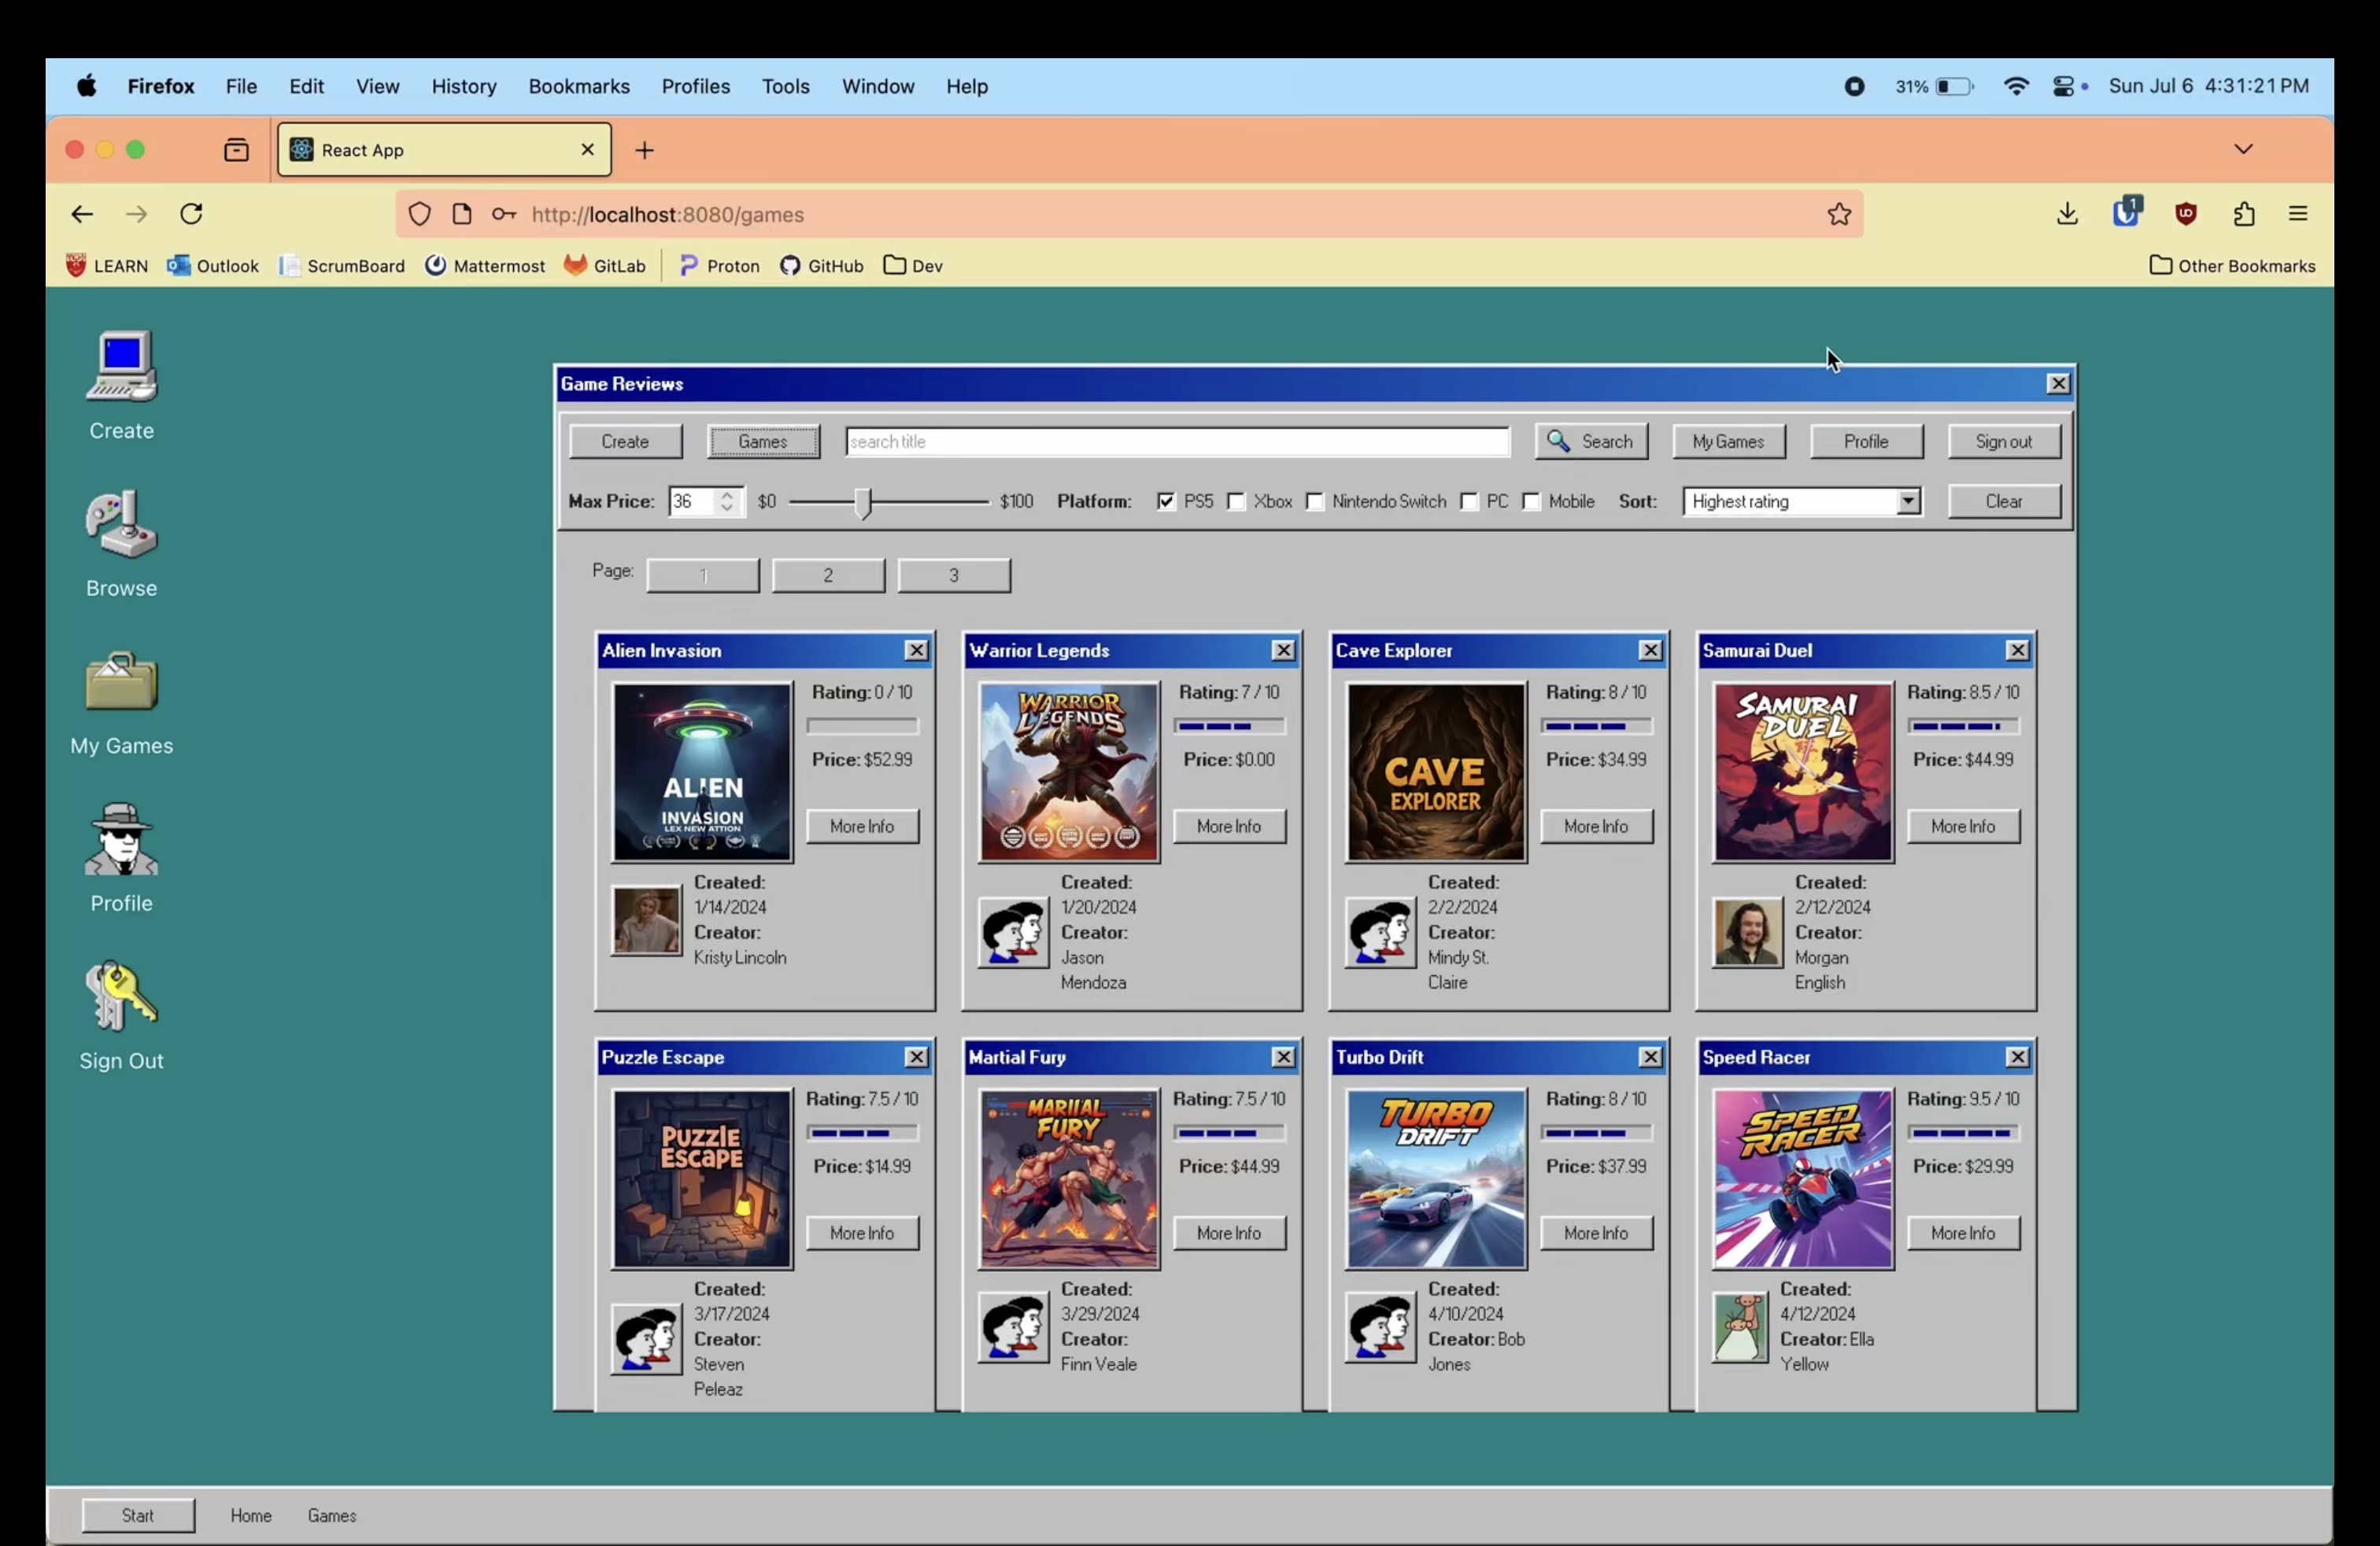 Firefox File Edit View History Bookmarks Profiles Tools Window Help 31% Sun Jul 6 4:31:21 PM
React App
http://localhost:8080/games 1
LEARN Outlook ScrumBoard Mattermost GitLab Proton GitHub Dev Other Bookmarks
Create
Browse
My Games
Profile
Sign Out
Game Reviews
Create Games search title Search My Games Profile Sign out
Max Price: 36 $0 $100 Platform: PS5 Xbox Nintendo Switch PC Mobile Sort: Highest rating Clear
Page: 1 2 3
Alien Invasion
Rating: 0 / 10
Price: $52.99
More Info
ALIEN
INVASION
LEX NEW ATTION
Created:
1/14/2024
Creator:
Kristy Lincoln
Warrior Legends
WARRIOR
LEGENDS
Rating: 7 / 10
Price: $0.00
More Info
Created:
1/20/2024
Creator:
Jason
Mendoza
Cave Explorer
CAVE
EXPLORER
Rating: 8 / 10
Price: $34.99
More Info
Created:
2/2/2024
Creator:
Mindy St.
Claire
Samurai Duel
SAMURAI
DUEL
Rating: 8.5 / 10
Price: $44.99
More Info
Created:
2/12/2024
Creator:
Morgan
English
Puzzle Escape
PUZZLE
ESCAPE
Rating: 7.5 / 10
Price: $14.99
More Info
Created:
3/17/2024
Creator:
Steven
Peleaz
Martial Fury
MARIIAL
FURY
Rating: 7.5 / 10
Price: $44.99
More Info
Created:
3/29/2024
Creator:
Finn Veale
Turbo Drift
TURBO
DRIFT
Rating: 8 / 10
Price: $37.99
More Info
Created:
4/10/2024
Creator: Bob
Jones
Speed Racer
SPEED
RACER
Rating: 9.5 / 10
Price: $29.99
More Info
Created:
4/12/2024
Creator: Ella
Yellow
Start Home Games